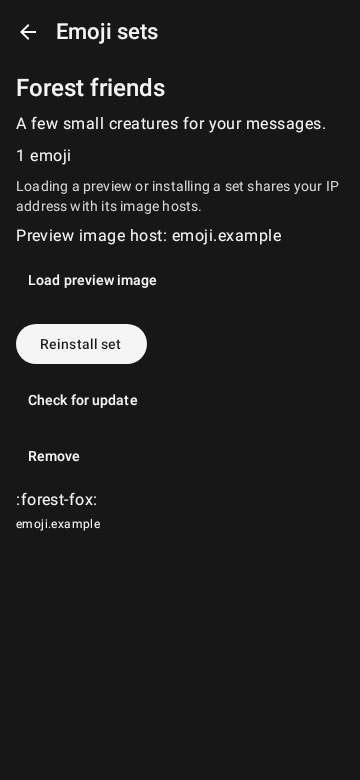 Emoji sets
Forest friends
A few small creatures for your messages.
1 emoji
Loading a preview or installing a set shares your IP
address with its image hosts.
Preview image host: emoji.example
Load preview image
Reinstall set
Check for update
Remove
:forest-fox:
emoji.example